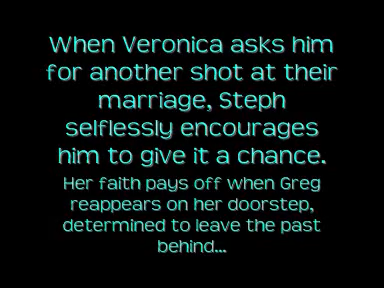 When Veronica asks him
for another shot at their
marriage, Steph
selflessly encourages
him to give it a chance.
Her faith pays off when Greg
reappears on her doorstep,
determined to leave the past
behind...